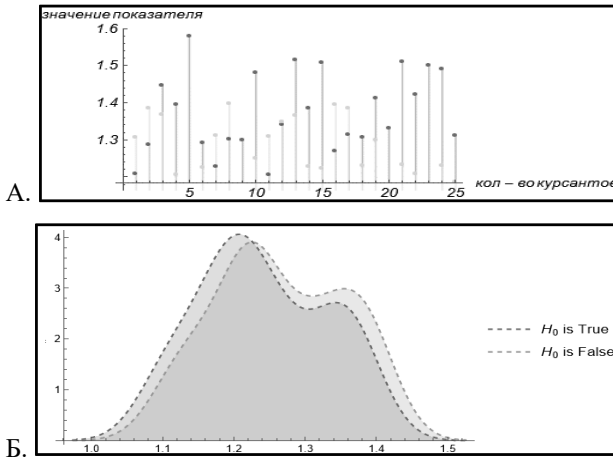 значение показателя
1.6
1.5
1.4
1.3
5 10 15 20 25
кол – во курсантов
А.
4
3
2
1
1.0 1.1 1.2 1.3 1.4 1.5
H₀ is True
H₀ is False
Б.